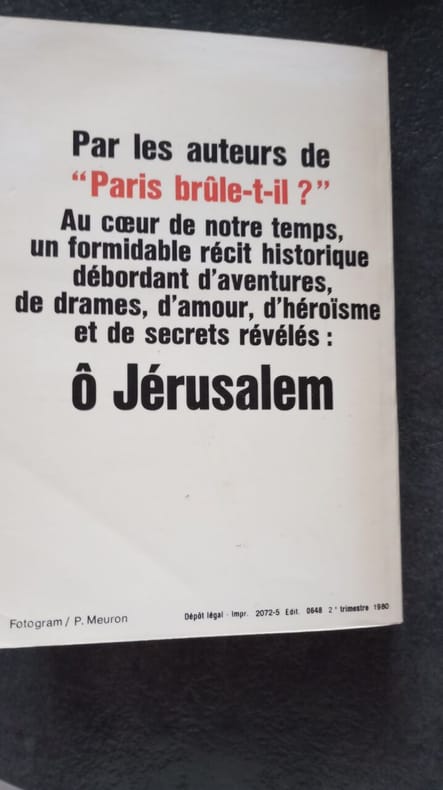 Par les auteurs de
“Paris brûle-t-il ?”
Au cœur de notre temps,
un formidable récit historique
débordant d’aventures,
de drames, d’amour, d’héroïsme
et de secrets révélés :
ô Jérusalem
Fotogram / P. Meuron
Dépôt légal - Impr. 2072-5 Edit. 0648 2e trimestre 1980